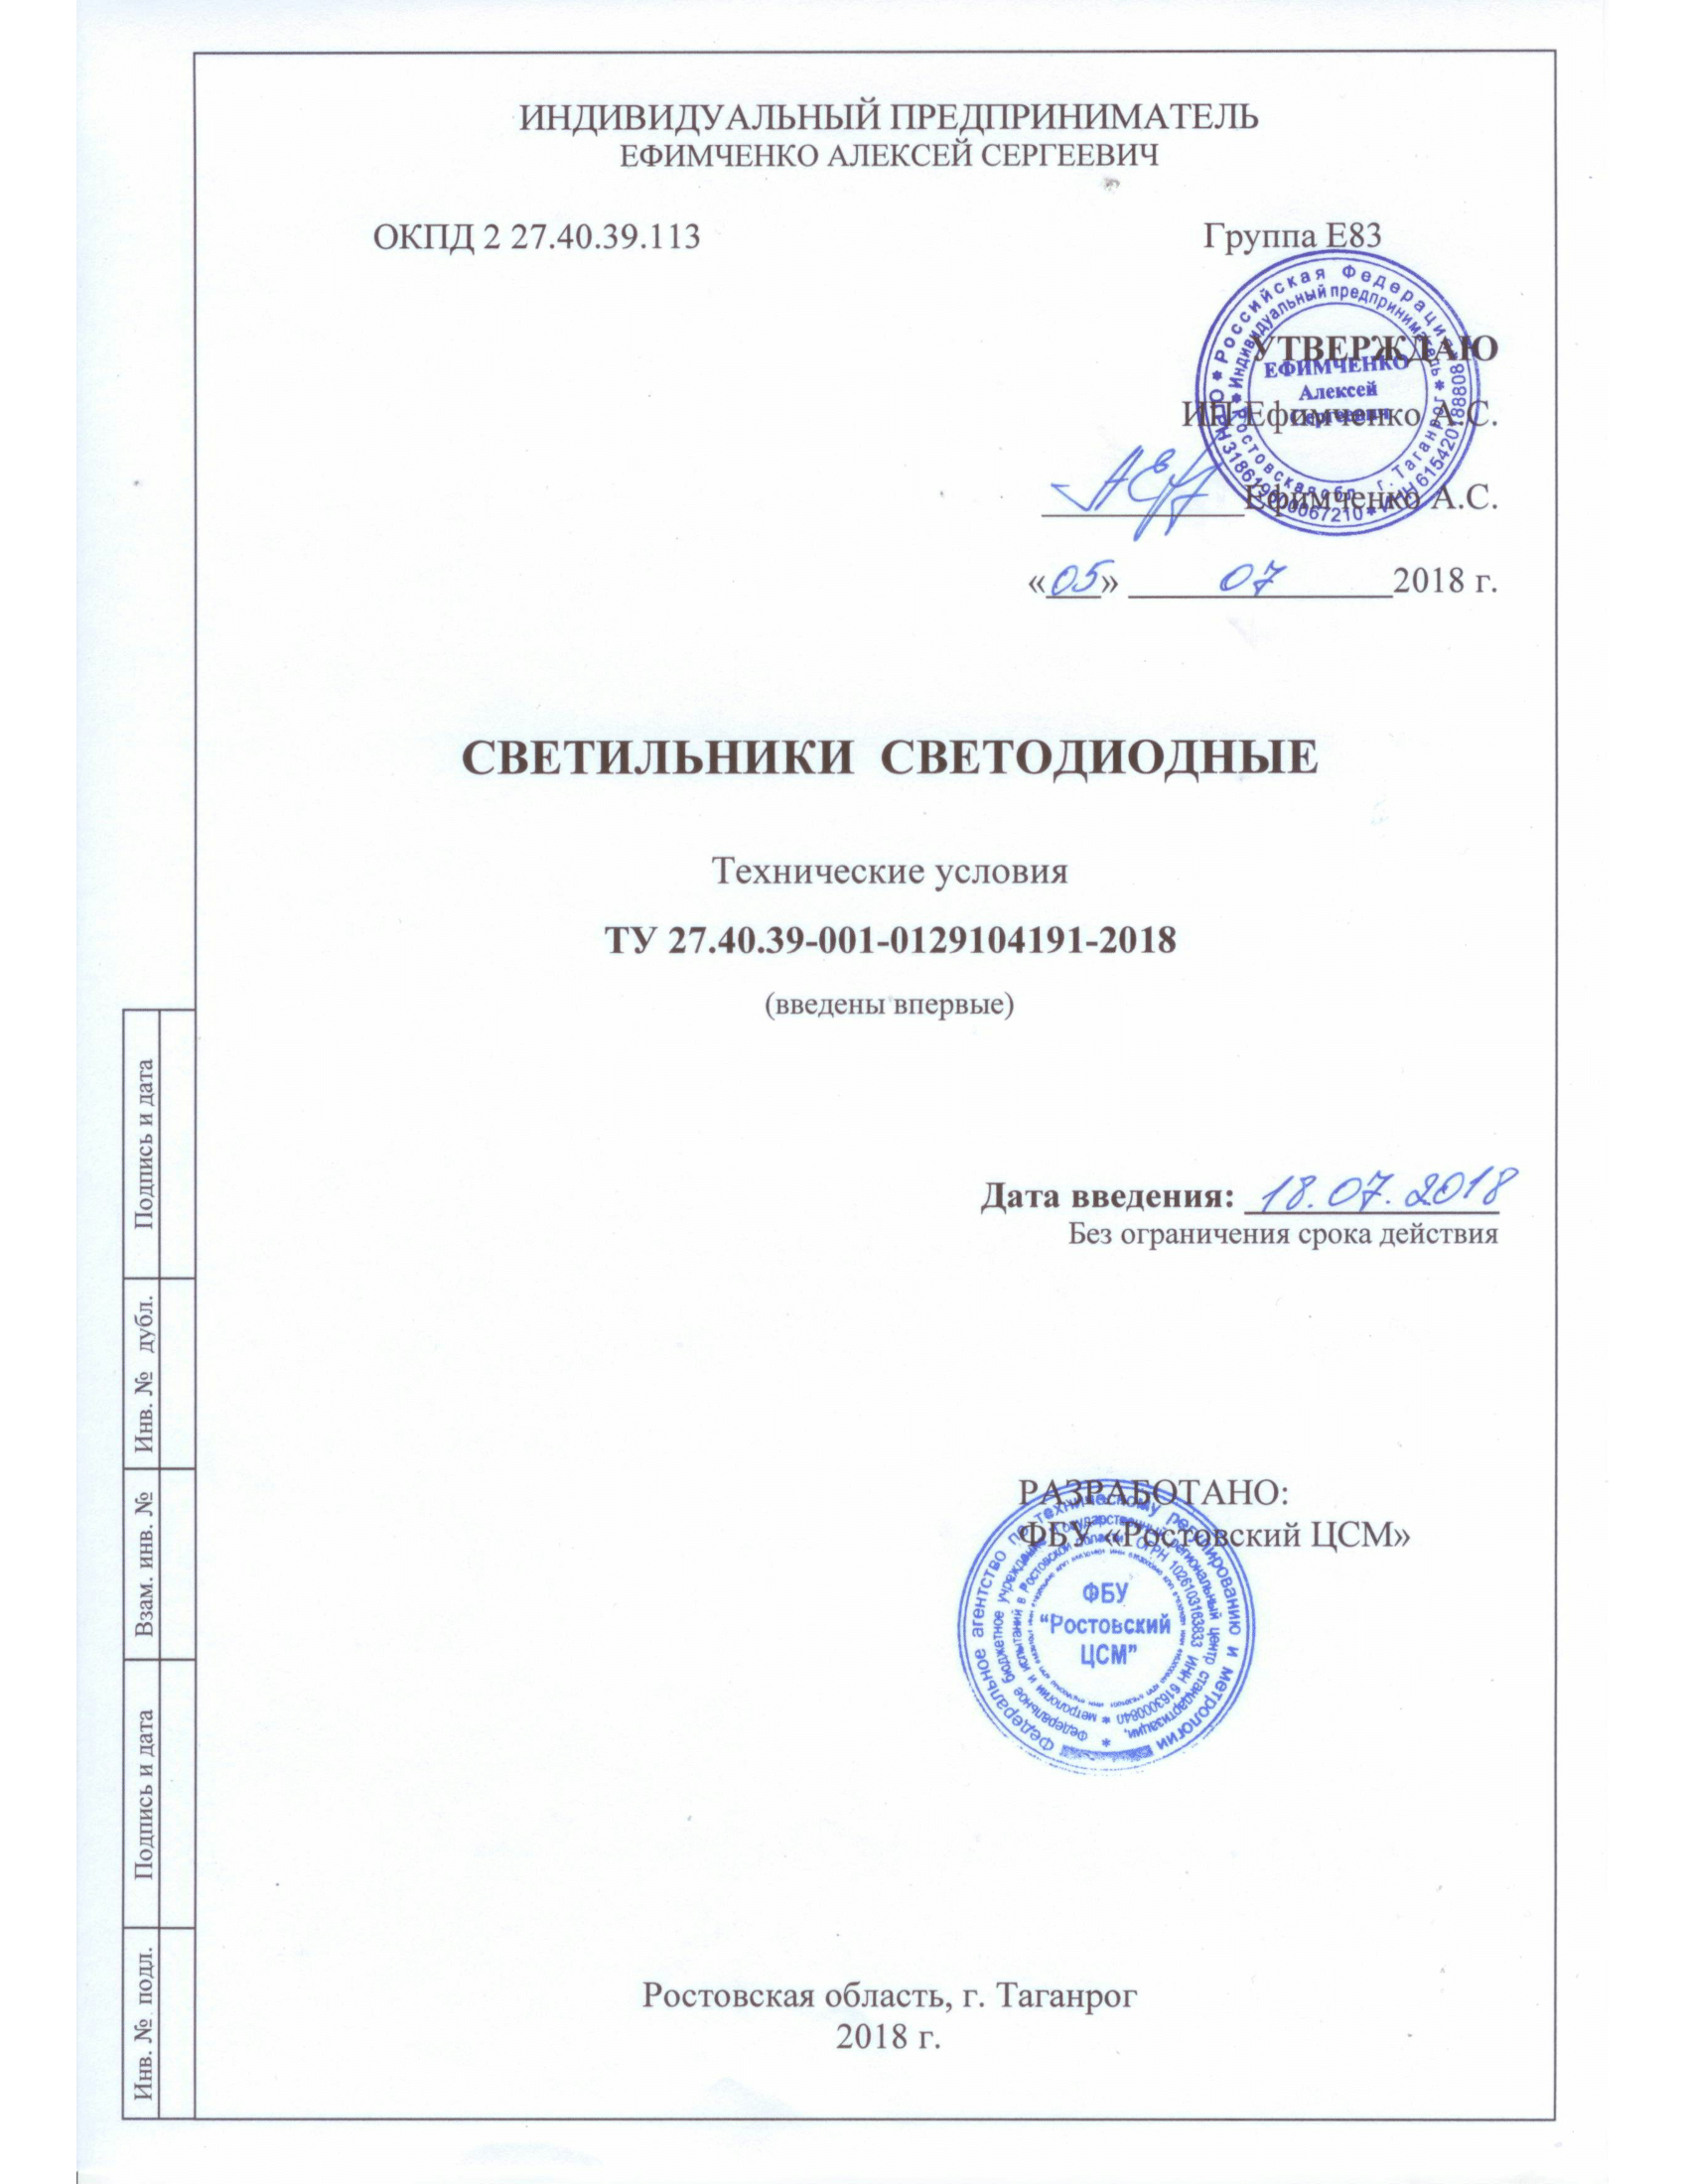 ИНДИВИДУАЛЬНЫЙ ПРЕДПРИНИМАТЕЛЬ
ЕФИМЧЕНКО АЛЕКСЕЙ СЕРГЕЕВИЧ
ОКПД 2 27.40.39.113
Группа Е83
УТВЕРЖДАЮ
ИП Ефимченко А.С.
Ефимченко А.С.
«05» 07 2018 г.
Российская Федерация
Индивидуальный предприниматель
ЕФИМЧЕНКО
Алексей
Сергеевич
Ростовская обл. г. Таганрог
СВЕТИЛЬНИКИ СВЕТОДИОДНЫЕ
Технические условия
ТУ 27.40.39-001-0129104191-2018
(введены впервые)
Дата введения: 18.07.2018
Без ограничения срока действия
РАЗРАБОТАНО:
ФБУ «Ростовский ЦСМ»
Федеральное агентство по техническому регулированию и метрологии
Федеральное бюджетное учреждение Государственный региональный центр стандартизации,
метрологии и испытаний в Ростовской области ОГРН 1026103163833 ИНН 6163000840
ФБУ
“Ростовский
ЦСМ”
Подпись и дата
Инв. № дубл.
Взам. инв. №
Подпись и дата
Инв. № подл.
Ростовская область, г. Таганрог
2018 г.